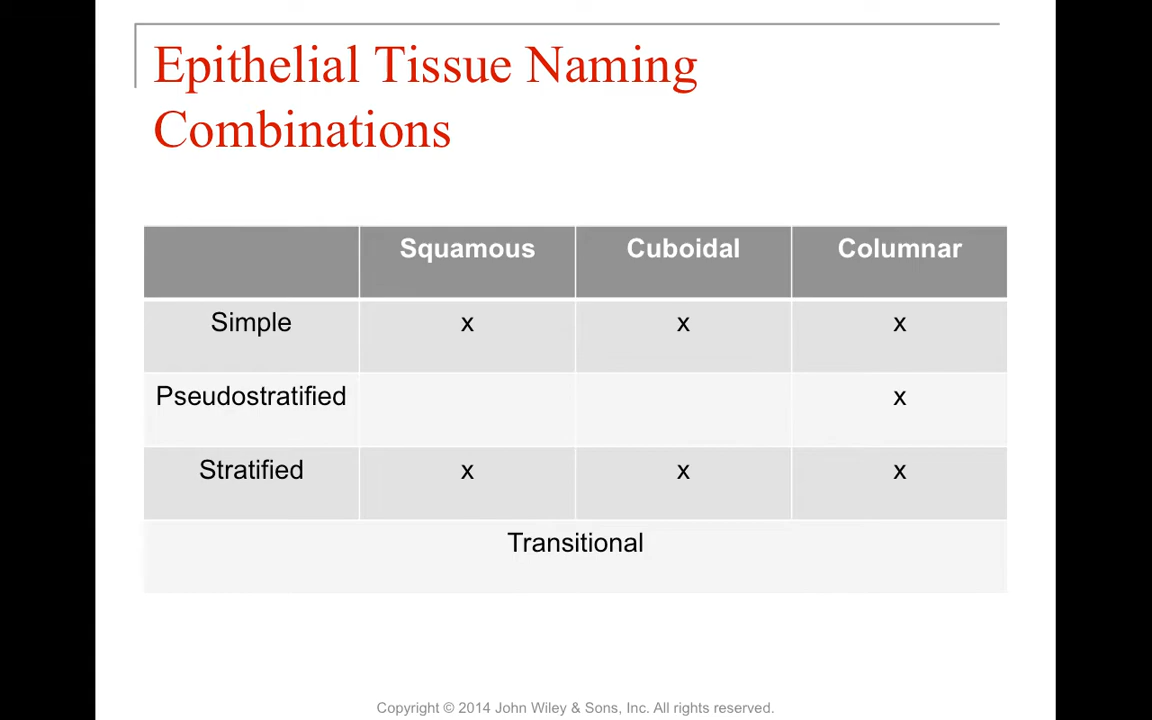 Epithelial Tissue Naming
Combinations
Squamous Cuboidal Columnar
Simple x x x
Pseudostratified x
Stratified x x x
Transitional
Copyright © 2014 John Wiley & Sons, Inc. All rights reserved.